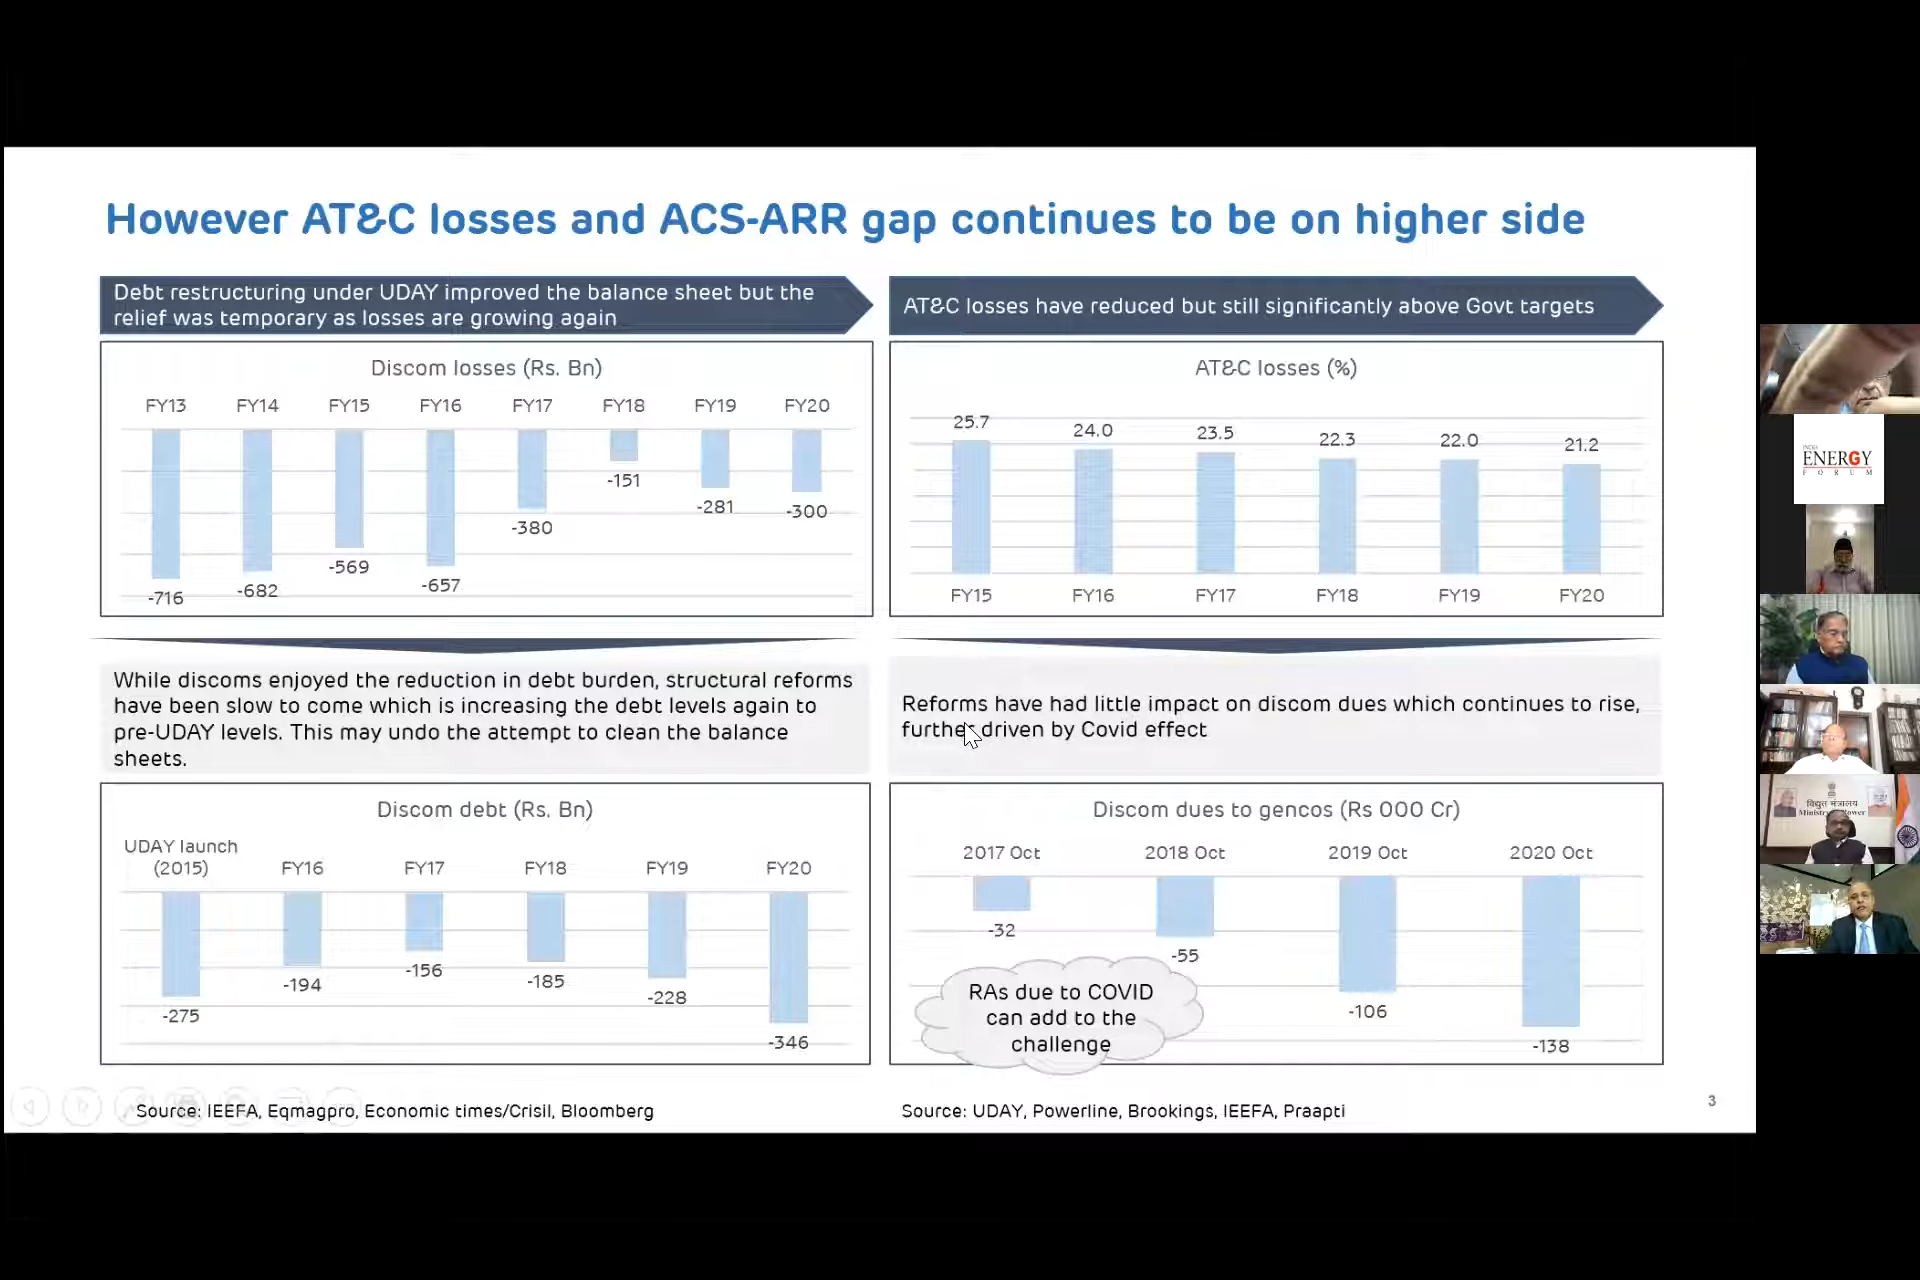 However AT&C losses and ACS-ARR gap continues to be on higher side
Debt restructuring under UDAY improved the balance sheet but the
relief was temporary as losses are growing again
Discom losses (Rs. Bn)
FY13 FY14 FY15 FY16 FY17 FY18 FY19 FY20
-716 -682 -569 -657 -380 -151 -281 -300
AT&C losses have reduced but still significantly above Govt targets
AT&C losses (%)
25.7 24.0 23.5 22.3 22.0 21.2
FY15 FY16 FY17 FY18 FY19 FY20
While discoms enjoyed the reduction in debt burden, structural reforms
have been slow to come which is increasing the debt levels again to
pre-UDAY levels. This may undo the attempt to clean the balance
sheets.
Discom debt (Rs. Bn)
UDAY launch
(2015) FY16 FY17 FY18 FY19 FY20
-275 -194 -156 -185 -228 -346
Reforms have had little impact on discom dues which continues to rise,
further driven by Covid effect
Discom dues to gencos (Rs 000 Cr)
2017 Oct 2018 Oct 2019 Oct 2020 Oct
-32 -55 -106 -138
RAs due to COVID
can add to the
challenge
Source: IEEFA, Eqmagpro, Economic times/Crisil, Bloomberg
Source: UDAY, Powerline, Brookings, IEEFA, Praapti
3
ENERGY
FORUM
विद्युत मंत्रालय